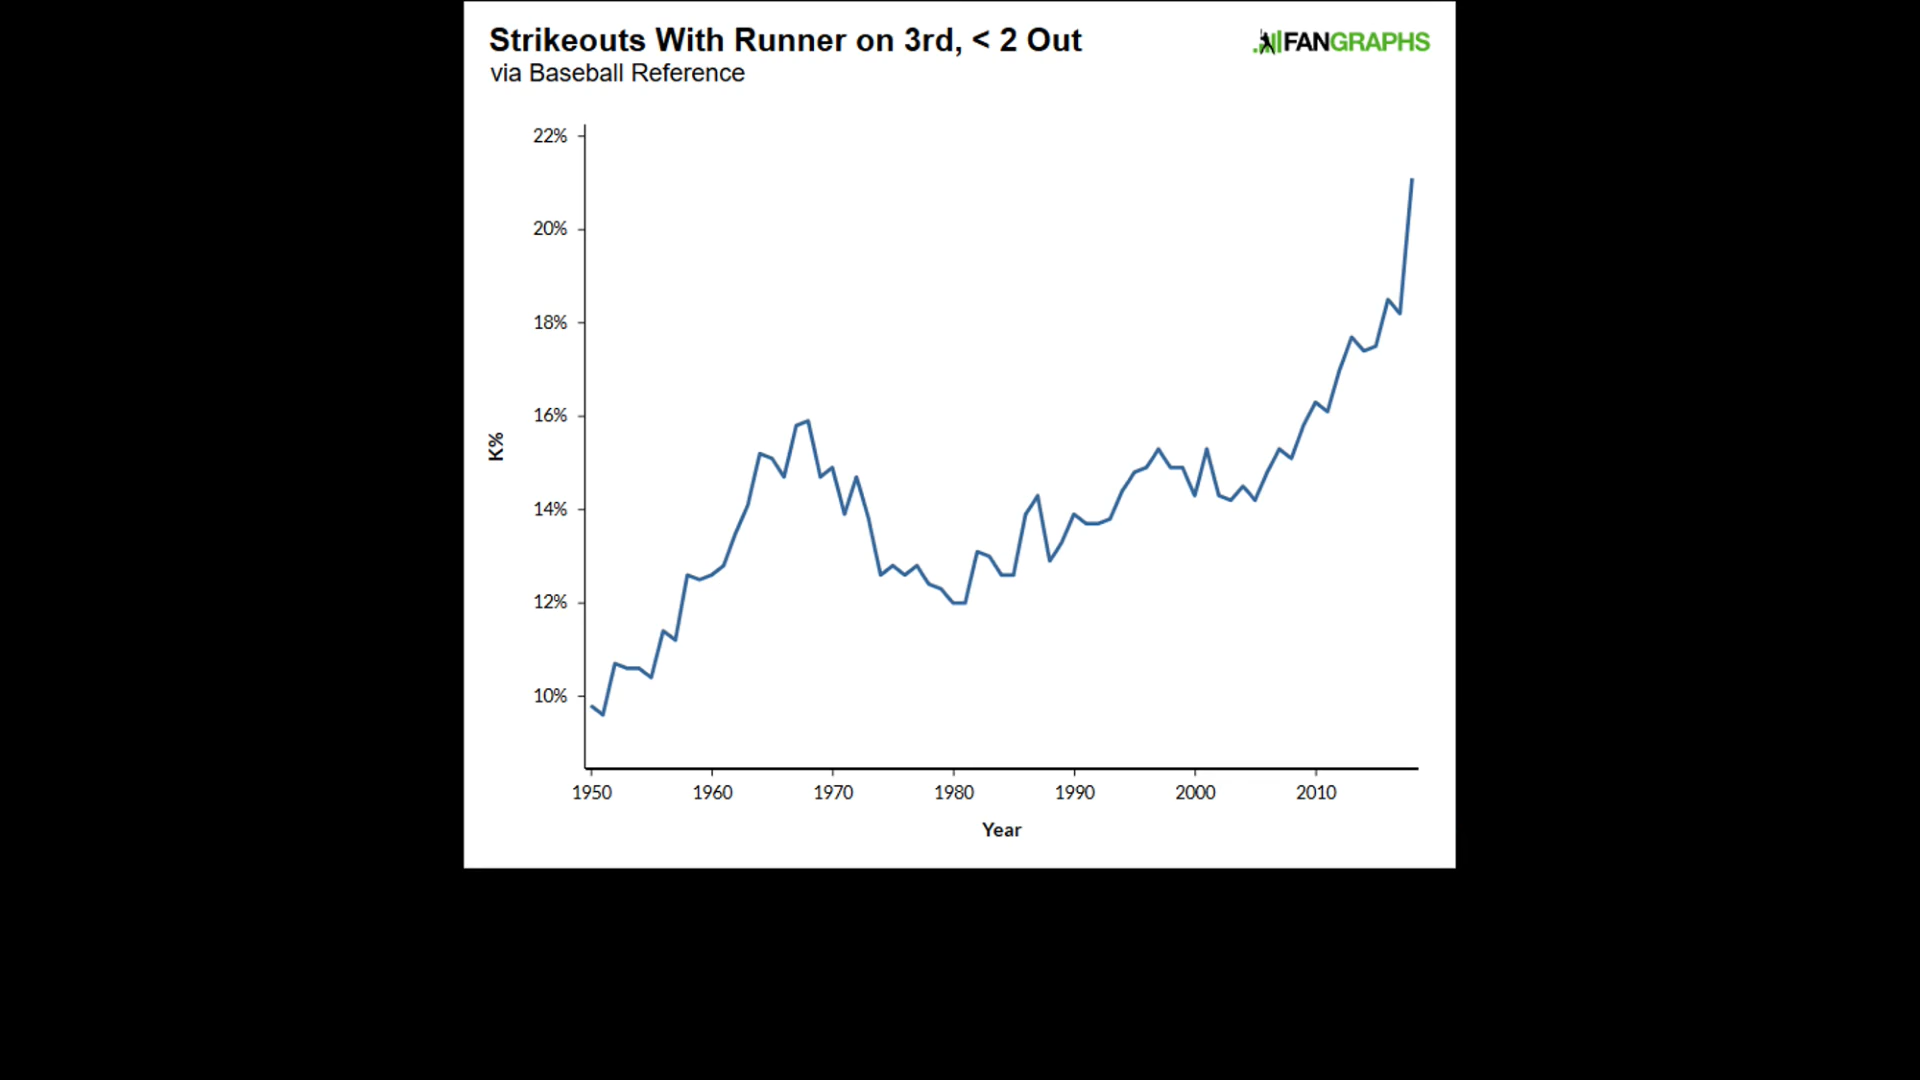 Strikeouts With Runner on 3rd, < 2 Out
FANGRAPHS
via Baseball Reference
22%
20%
18%
16%
K%
14%
12%
10%
1950 1960 1970 1980 1990 2000 2010
Year